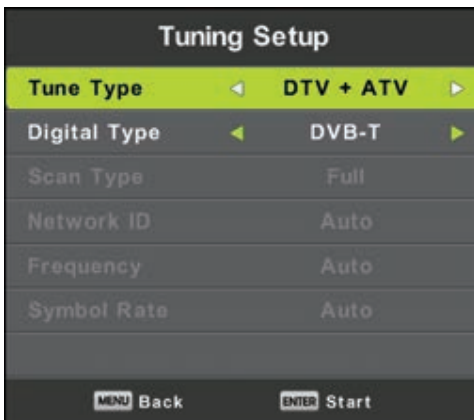 Tuning Setup
Tune Type DTV + ATV
Digital Type DVB-T
Scan Type Full
Network ID Auto
Frequency Auto
Symbol Rate Auto
MENU Back ENTER Start